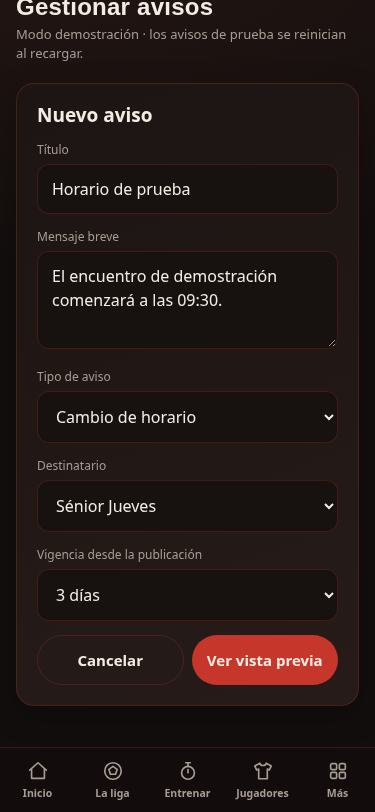 Gestionar avisos
Modo demostración · los avisos de prueba se reinician
al recargar.
Nuevo aviso
Título
Horario de prueba
Mensaje breve
El encuentro de demostración
comenzará a las 09:30.
Tipo de aviso
Cambio de horario
Destinatario
Sénior Jueves
Vigencia desde la publicación
3 días
Cancelar
Ver vista previa
Inicio
La liga
Entrenar
Jugadores
Más